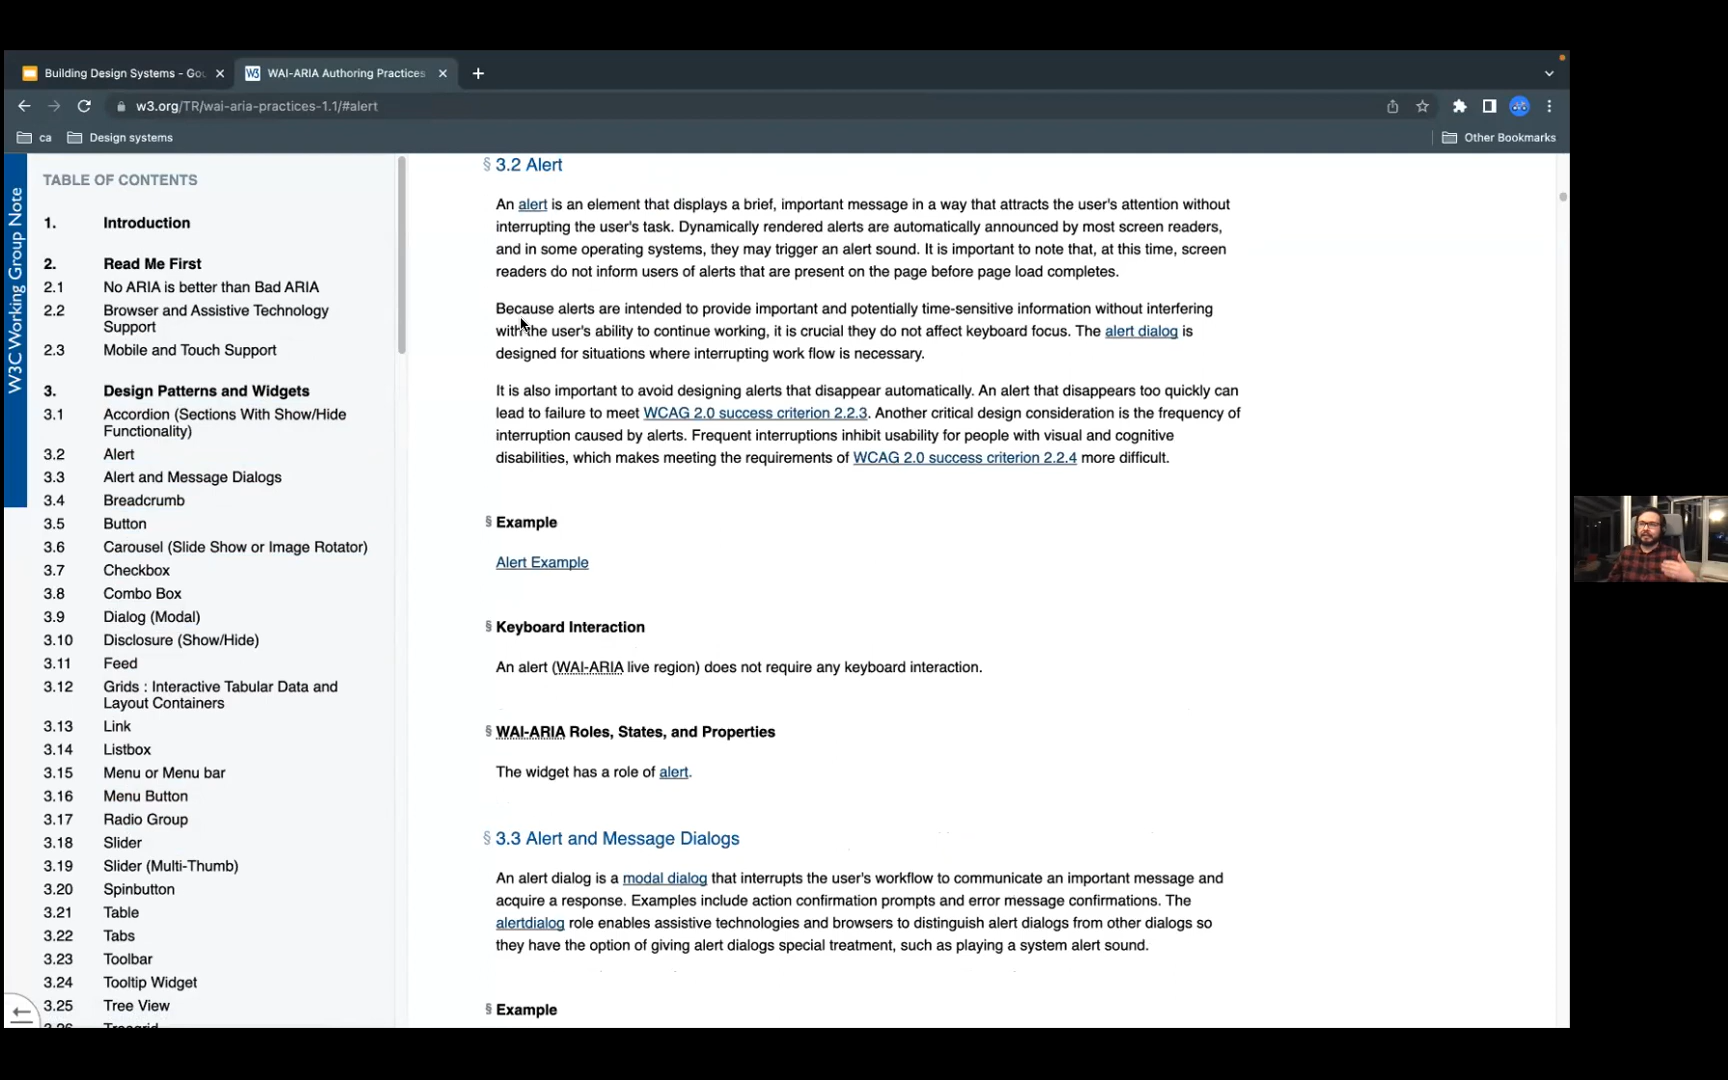 Building Design Systems - Goo
WAI-ARIA Authoring Practices
w3.org/TR/wai-aria-practices-1.1/#alert
ca
Design systems
Other Bookmarks
W3C Working Group Note
TABLE OF CONTENTS
1. Introduction
2. Read Me First
2.1 No ARIA is better than Bad ARIA
2.2 Browser and Assistive Technology
Support
2.3 Mobile and Touch Support
3. Design Patterns and Widgets
3.1 Accordion (Sections With Show/Hide
Functionality)
3.2 Alert
3.3 Alert and Message Dialogs
3.4 Breadcrumb
3.5 Button
3.6 Carousel (Slide Show or Image Rotator)
3.7 Checkbox
3.8 Combo Box
3.9 Dialog (Modal)
3.10 Disclosure (Show/Hide)
3.11 Feed
3.12 Grids : Interactive Tabular Data and
Layout Containers
3.13 Link
3.14 Listbox
3.15 Menu or Menu bar
3.16 Menu Button
3.17 Radio Group
3.18 Slider
3.19 Slider (Multi-Thumb)
3.20 Spinbutton
3.21 Table
3.22 Tabs
3.23 Toolbar
3.24 Tooltip Widget
3.25 Tree View
3.26 Treegrid
§ 3.2 Alert
An alert is an element that displays a brief, important message in a way that attracts the user's attention without
interrupting the user's task. Dynamically rendered alerts are automatically announced by most screen readers,
and in some operating systems, they may trigger an alert sound. It is important to note that, at this time, screen
readers do not inform users of alerts that are present on the page before page load completes.
Because alerts are intended to provide important and potentially time-sensitive information without interfering
with the user's ability to continue working, it is crucial they do not affect keyboard focus. The alert dialog is
designed for situations where interrupting work flow is necessary.
It is also important to avoid designing alerts that disappear automatically. An alert that disappears too quickly can
lead to failure to meet WCAG 2.0 success criterion 2.2.3. Another critical design consideration is the frequency of
interruption caused by alerts. Frequent interruptions inhibit usability for people with visual and cognitive
disabilities, which makes meeting the requirements of WCAG 2.0 success criterion 2.2.4 more difficult.
§ Example
Alert Example
§ Keyboard Interaction
An alert (WAI-ARIA live region) does not require any keyboard interaction.
§ WAI-ARIA Roles, States, and Properties
The widget has a role of alert.
§ 3.3 Alert and Message Dialogs
An alert dialog is a modal dialog that interrupts the user's workflow to communicate an important message and
acquire a response. Examples include action confirmation prompts and error message confirmations. The
alertdialog role enables assistive technologies and browsers to distinguish alert dialogs from other dialogs so
they have the option of giving alert dialogs special treatment, such as playing a system alert sound.
§ Example